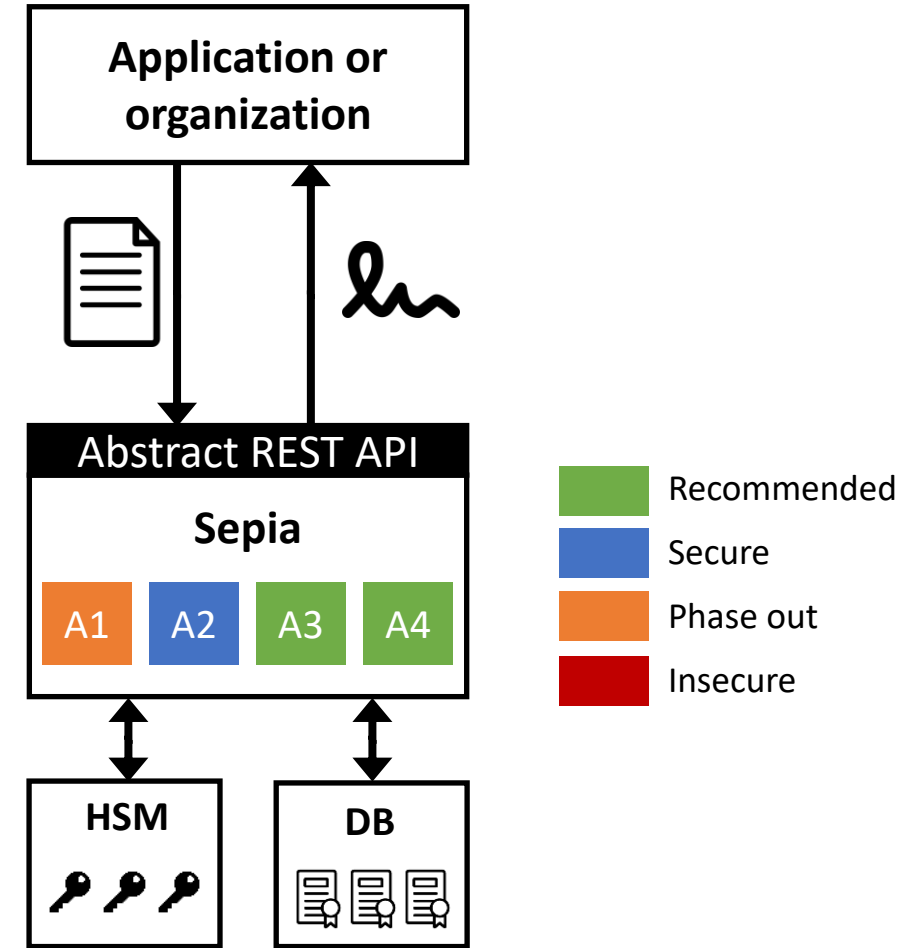 Application or
organization
Abstract REST API
Sepia
A1 A2 A3 A4
HSM
DB
Recommended
Secure
Phase out
Insecure